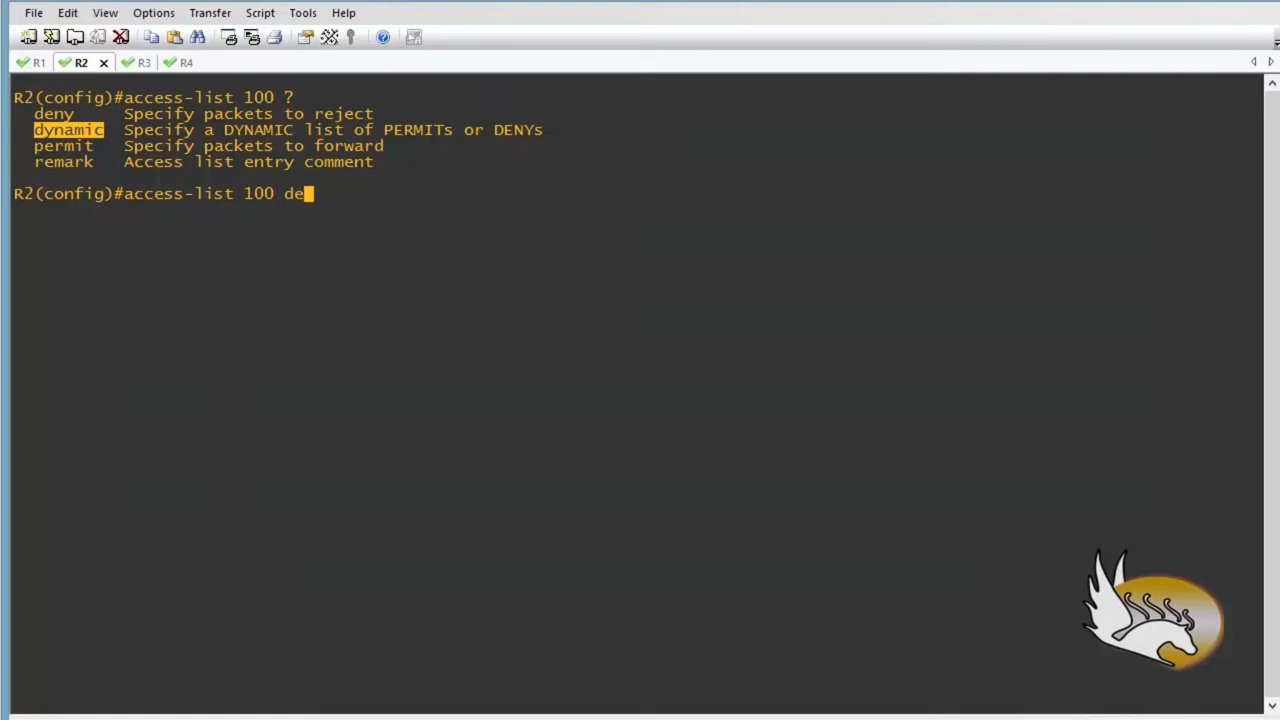 File Edit View Options Transfer Script Tools Help
R1 R2 R3 R4
R2(config)#access-list 100 ?
deny Specify packets to reject
dynamic Specify a DYNAMIC list of PERMITs or DENYs
permit Specify packets to forward
remark Access list entry comment
R2(config)#access-list 100 de